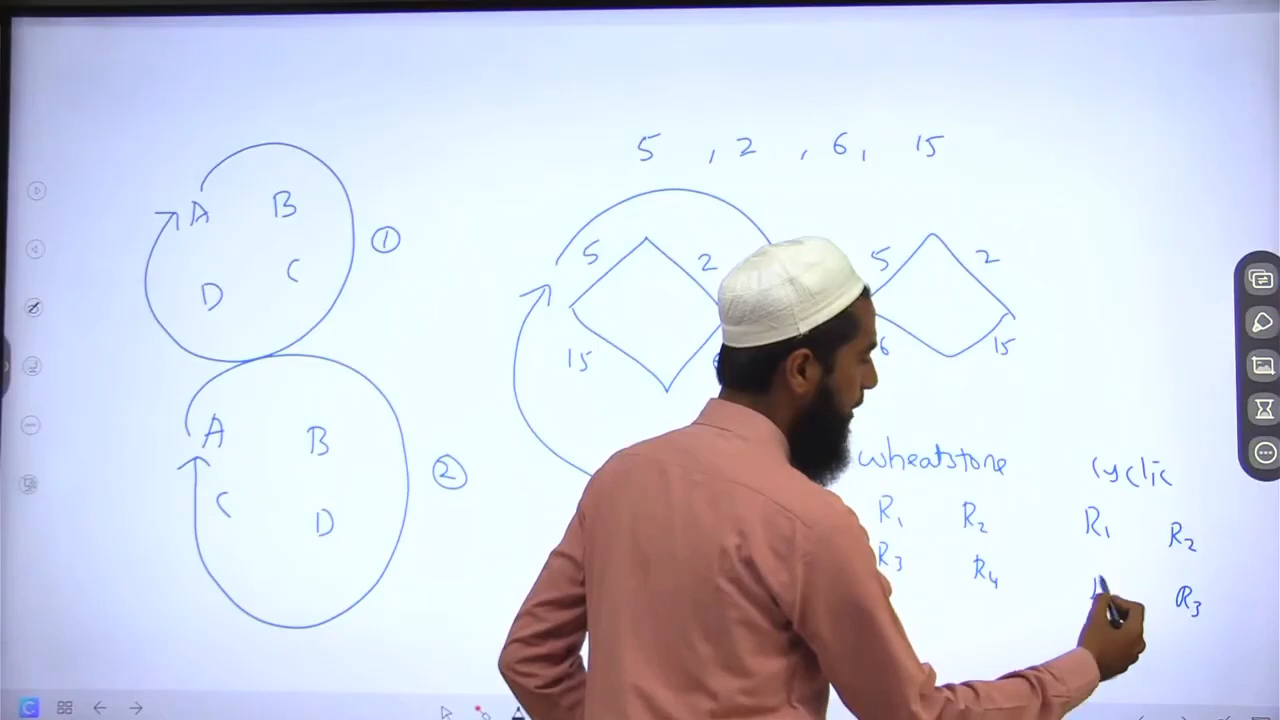 5 , 2 , 6, 15
A B
D C
①
5 2
15
5 2
6 15
A B
C D
②
wheatstone
R1 R2
R3 R4
cyclic
R1 R2
R3